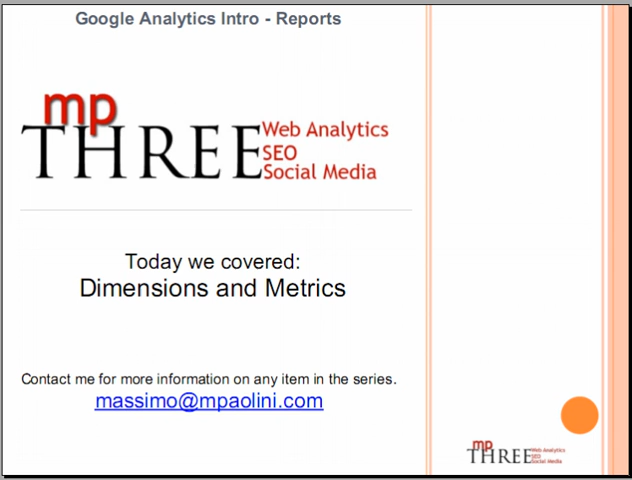 Google Analytics Intro - Reports
mp
THREE
Web Analytics
SEO
Social Media
Today we covered:
Dimensions and Metrics
Contact me for more information on any item in the series.
massimo@mpaolini.com
mp
THREE
Web Analytics
SEO
Social Media